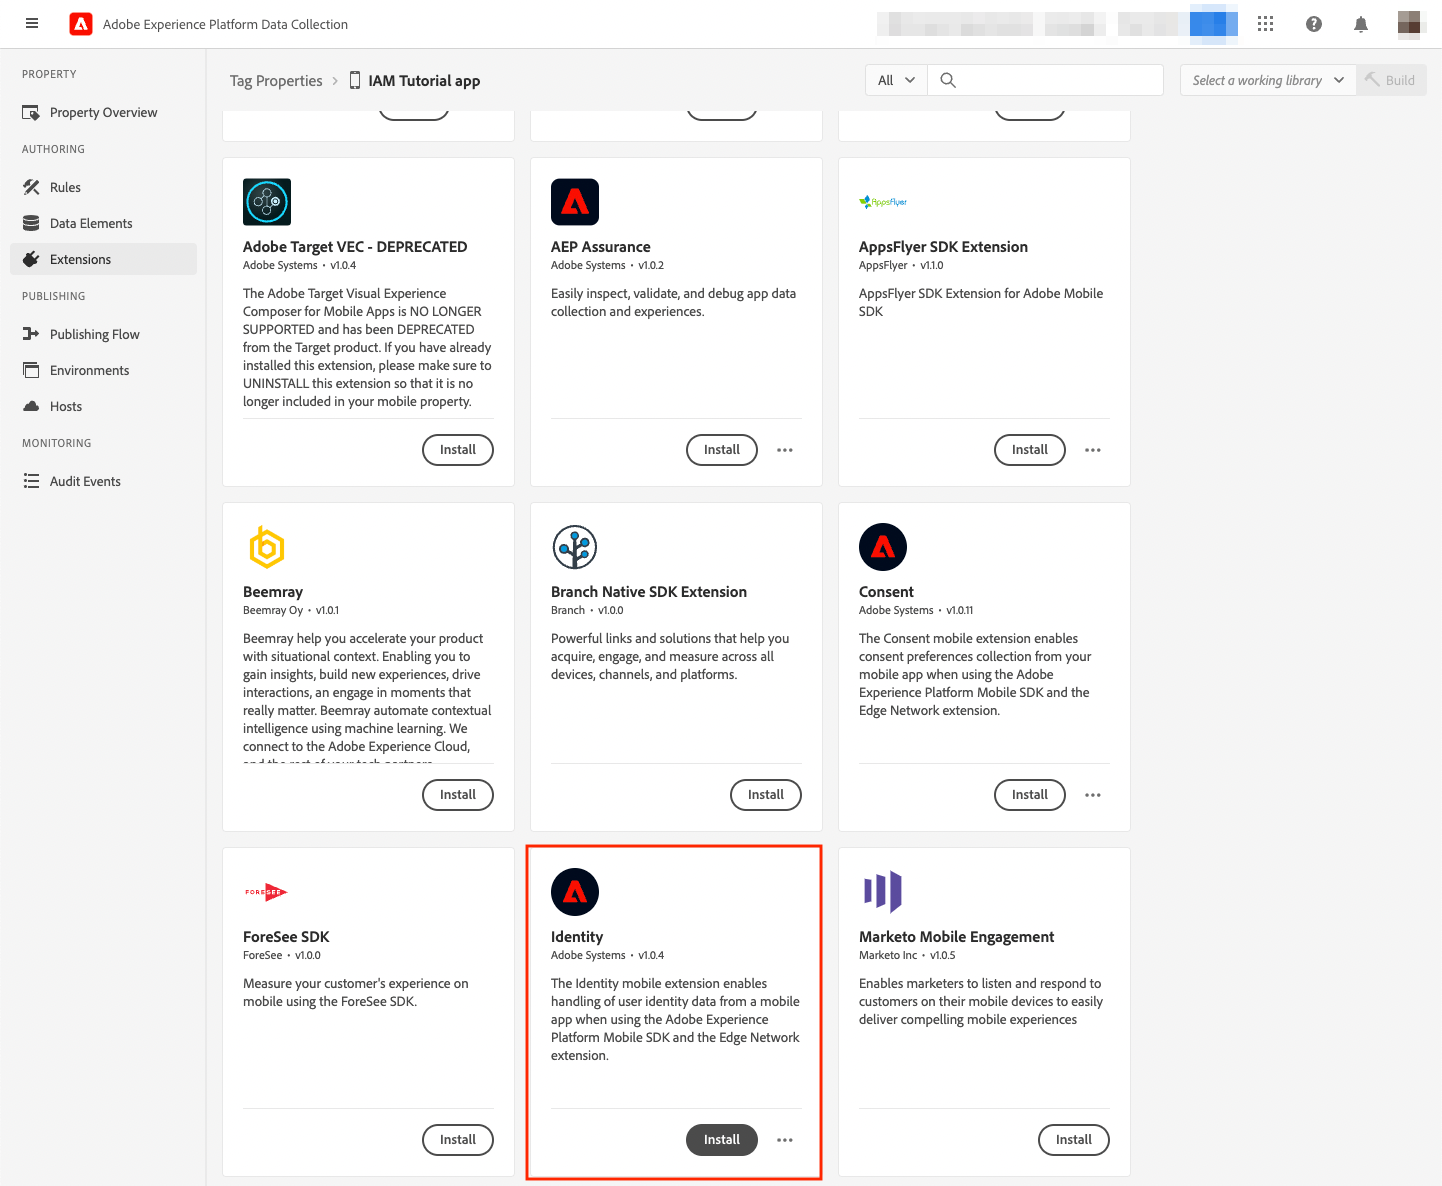 Adobe Experience Platform Data Collection
PROPERTY
Property Overview
AUTHORING
Rules
Data Elements
Extensions
PUBLISHING
Publishing Flow
Environments
Hosts
MONITORING
Audit Events
Tag Properties > IAM Tutorial app
All
Select a working library
Build
Adobe Target VEC - DEPRECATED
Adobe Systems • v1.0.4
The Adobe Target Visual Experience
Composer for Mobile Apps is NO LONGER
SUPPORTED and has been DEPRECATED
from the Target product. If you have already
installed this extension, please make sure to
UNINSTALL this extension so that it is no
longer included in your mobile property.
Install
AEP Assurance
Adobe Systems • v1.0.2
Easily inspect, validate, and debug app data
collection and experiences.
Install
AppsFlyer
AppsFlyer SDK Extension
AppsFlyer • v1.1.0
AppsFlyer SDK Extension for Adobe Mobile
SDK
Install
Beemray
Beemray Oy • v1.0.1
Beemray help you accelerate your product
with situational context. Enabling you to
gain insights, build new experiences, drive
interactions, an engage in moments that
really matter. Beemray automate contextual
intelligence using machine learning. We
connect to the Adobe Experience Cloud,
and the rest of your tech partners
Install
Branch Native SDK Extension
Branch • v1.0.0
Powerful links and solutions that help you
acquire, engage, and measure across all
devices, channels, and platforms.
Install
Consent
Adobe Systems • v1.0.11
The Consent mobile extension enables
consent preferences collection from your
mobile app when using the Adobe
Experience Platform Mobile SDK and the
Edge Network extension.
Install
FORESEE
ForeSee SDK
ForeSee • v1.0.0
Measure your customer's experience on
mobile using the ForeSee SDK.
Install
Identity
Adobe Systems • v1.0.4
The Identity mobile extension enables
handling of user identity data from a mobile
app when using the Adobe Experience
Platform Mobile SDK and the Edge Network
extension.
Install
Marketo Mobile Engagement
Marketo Inc • v1.0.5
Enables marketers to listen and respond to
customers on their mobile devices to easily
deliver compelling mobile experiences
Install